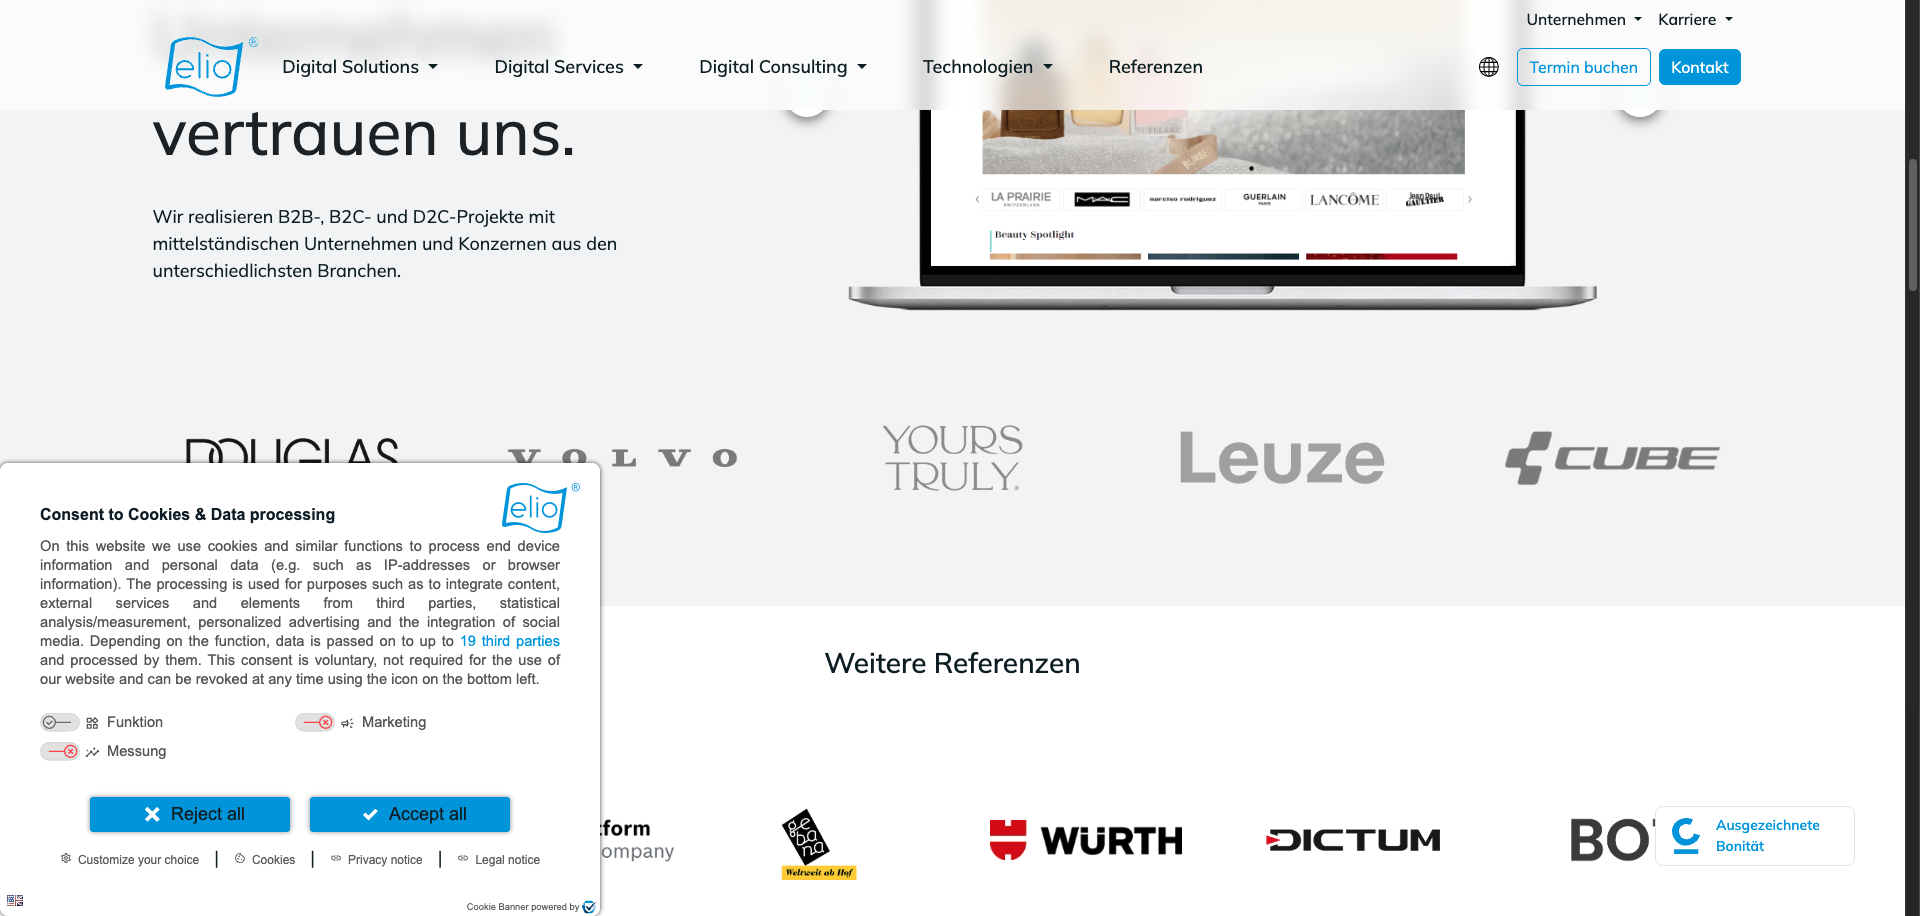 Unternehmen
Karriere
elio®
Digital Solutions
Digital Services
Digital Consulting
Technologien
Referenzen
Termin buchen
Kontakt
vertrauen uns.
Wir realisieren B2B-, B2C- und D2C-Projekte mit
mittelständischen Unternehmen und Konzernen aus den
unterschiedlichsten Branchen.
LA PRAIRIE
SWITZERLAND
MAC
narciso rodriguez
GUERLAIN
PARIS
LANCÔME
Jean Paul
GAULTIER
Beauty Spotlight
DOUGLAS
VOLVO
YOURS
TRULY.
Leuze
CUBE
elio®
Consent to Cookies & Data processing
On this website we use cookies and similar functions to process end device
information and personal data (e.g. such as IP-addresses or browser
information). The processing is used for purposes such as to integrate content,
external services and elements from third parties, statistical
analysis/measurement, personalized advertising and the integration of social
media. Depending on the function, data is passed on to up to 19 third parties
and processed by them. This consent is voluntary, not required for the use of
our website and can be revoked at any time using the icon on the bottom left.
Funktion
Marketing
Messung
Reject all
Accept all
Customize your choice
Cookies
Privacy notice
Legal notice
Cookie Banner powered by
Weitere Referenzen
tform
ompany
gebana
Weltweit ab Hof
WÜRTH
DICTUM
BO
Ausgezeichnete
Bonität